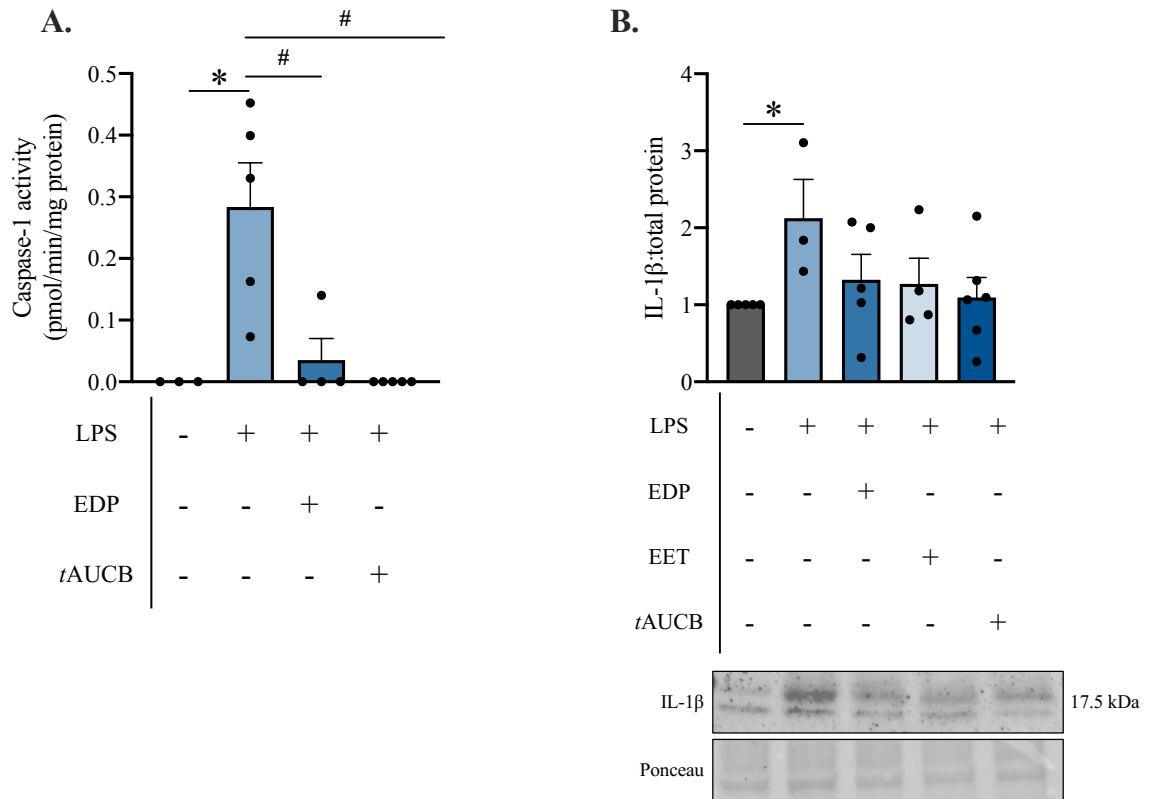 A.
#
#
*
0.5
0.4
0.3
0.2
0.1
0.0
Caspase-1 activity
(pmol/min/mg protein)
LPS - + + +
EDP - - + -
tAUCB - - - +
B.
*
4
3
2
1
0
IL-1β:total protein
LPS - + + + +
EDP - - + - -
EET - - - + -
tAUCB - - - - +
IL-1β 17.5 kDa
Ponceau